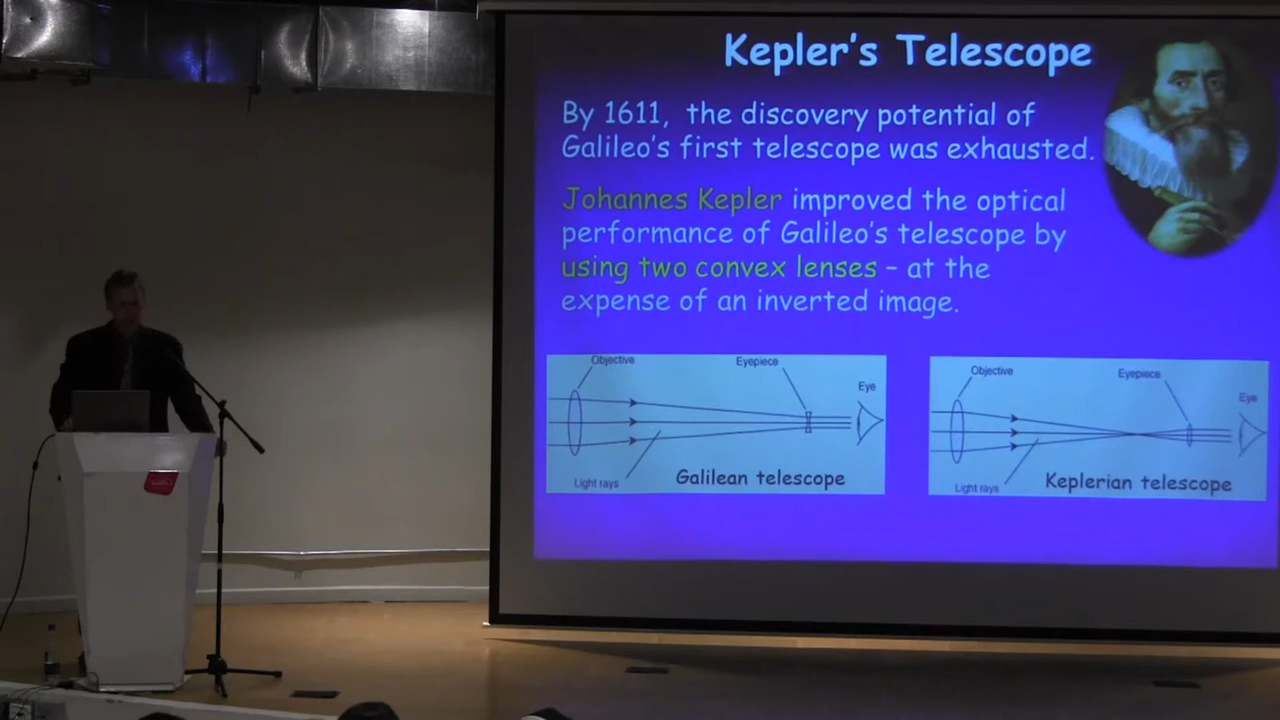 Kepler's Telescope
By 1611, the discovery potential of
Galileo's first telescope was exhausted.
Johannes Kepler improved the optical
performance of Galileo's telescope by
using two convex lenses – at the
expense of an inverted image.
Objective
Eyepiece
Eye
Light rays
Galilean telescope
Objective
Eyepiece
Eye
Light rays
Keplerian telescope